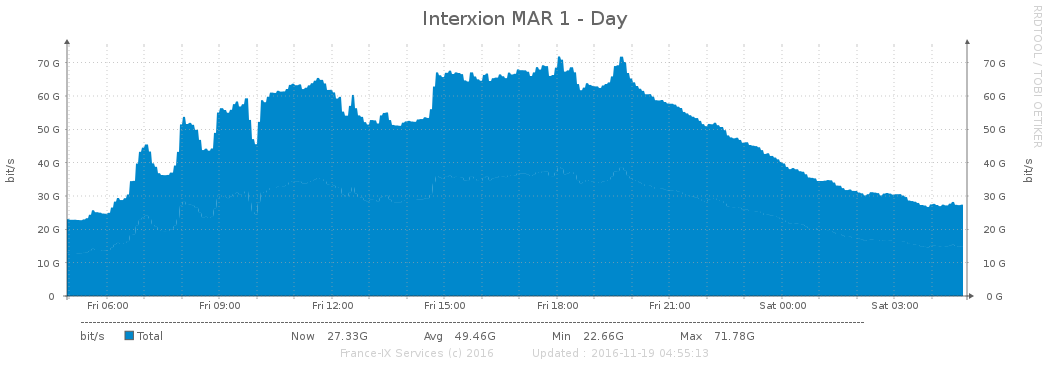 Interxion MAR 1 - Day
RRDTOOL / TOBI OETIKER
bit/s
70 G 70 G
60 G 60 G
50 G 50 G
40 G 40 G
30 G 30 G
20 G 20 G
10 G 10 G
0 0 G
bit/s
Fri 06:00 Fri 09:00 Fri 12:00 Fri 15:00 Fri 18:00 Fri 21:00 Sat 00:00 Sat 03:00
bit/s Total Now 27.33G Avg 49.46G Min 22.66G Max 71.78G
France-IX Services (c) 2016 Updated : 2016-11-19 04:55:13